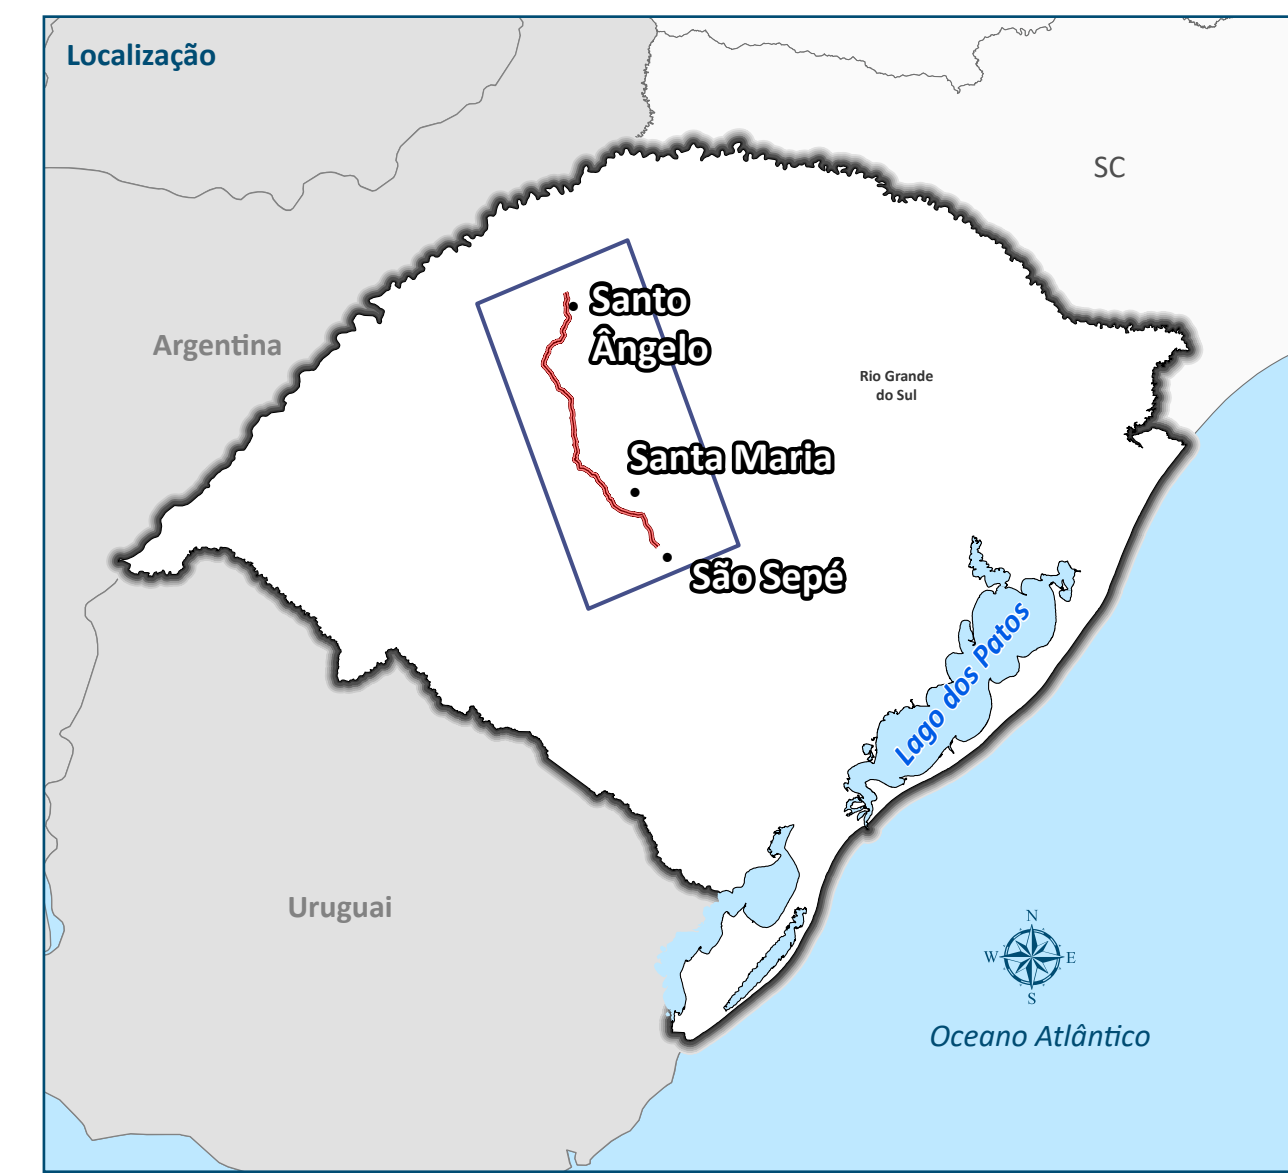 Localização
SC
Argentina
Santo
Ângelo
Rio Grande
do Sul
Santa Maria
São Sepé
Lago dos Patos
Uruguai
N
W
E
S
Oceano Atlântico